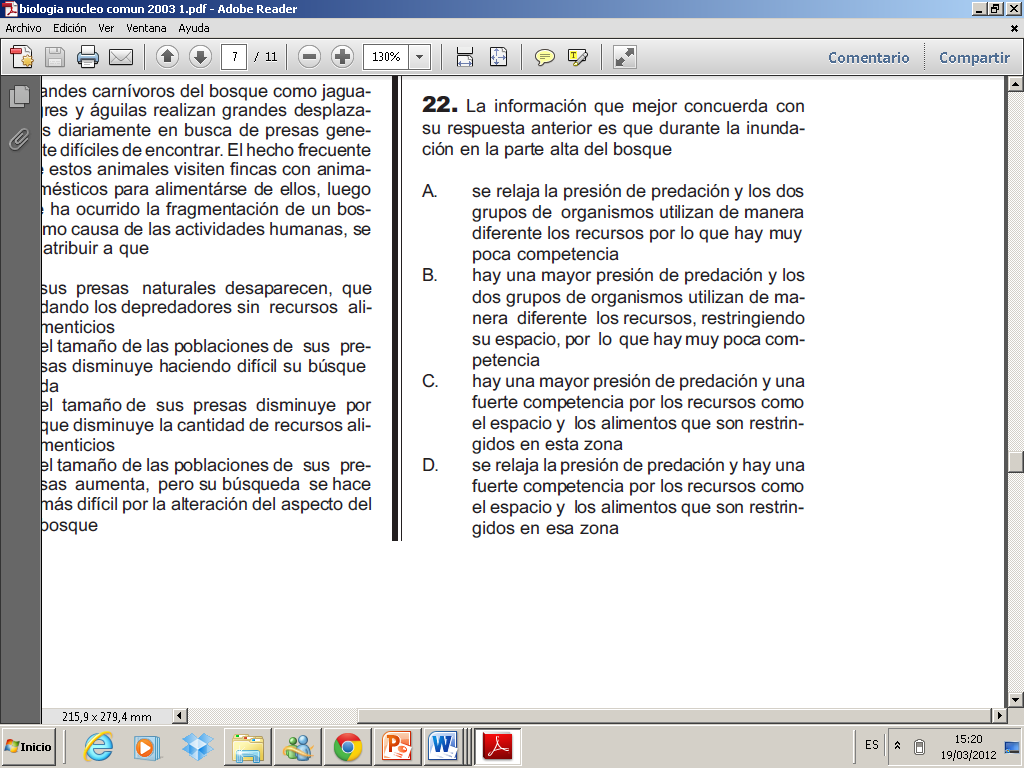 biologia nucleo comun 2003 1.pdf - Adobe Reader
Archivo Edición Ver Ventana Ayuda
7 / 11 130% Comentario Compartir
andes carnívoros del bosque como jagua-
res y águilas realizan grandes desplaza-
s diariamente en busca de presas gene-
te difíciles de encontrar. El hecho frecuente
e estos animales visiten fincas con anima-
mésticos para alimentárse de ellos, luego
e ha ocurrido la fragmentación de un bos-
mo causa de las actividades humanas, se
atribuir a que
sus presas naturales desaparecen, que
dando los depredadores sin recursos ali-
menticios
el tamaño de las poblaciones de sus pre-
sas disminuye haciendo difícil su búsque
da
el tamaño de sus presas disminuye por
que disminuye la cantidad de recursos ali-
menticios
el tamaño de las poblaciones de sus pre-
sas aumenta, pero su búsqueda se hace
más difícil por la alteración del aspecto del
bosque
22. La información que mejor concuerda con
su respuesta anterior es que durante la inunda-
ción en la parte alta del bosque
A. se relaja la presión de predación y los dos
grupos de organismos utilizan de manera
diferente los recursos por lo que hay muy
poca competencia
B. hay una mayor presión de predación y los
dos grupos de organismos utilizan de ma-
nera diferente los recursos, restringiendo
su espacio, por lo que hay muy poca com-
petencia
C. hay una mayor presión de predación y una
fuerte competencia por los recursos como
el espacio y los alimentos que son restrin-
gidos en esta zona
D. se relaja la presión de predación y hay una
fuerte competencia por los recursos como
el espacio y los alimentos que son restrin-
gidos en esa zona
215,9 x 279,4 mm
Inicio
ES
15:20
19/03/2012